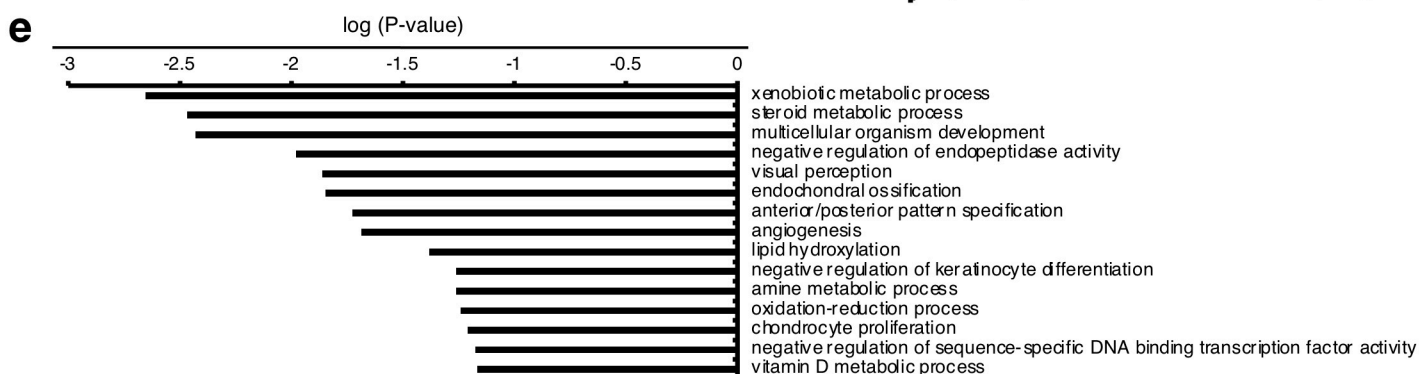 e
log (P-value)
-3 -2.5 -2 -1.5 -1 -0.5 0
xenobiotic metabolic process
steroid metabolic process
multicellular organism development
negative regulation of endopeptidase activity
visual perception
endochondral ossification
anterior/posterior pattern specification
angiogenesis
lipid hydroxylation
negative regulation of keratinocyte differentiation
amine metabolic process
oxidation-reduction process
chondrocyte proliferation
negative regulation of sequence-specific DNA binding transcription factor activity
vitamin D metabolic process